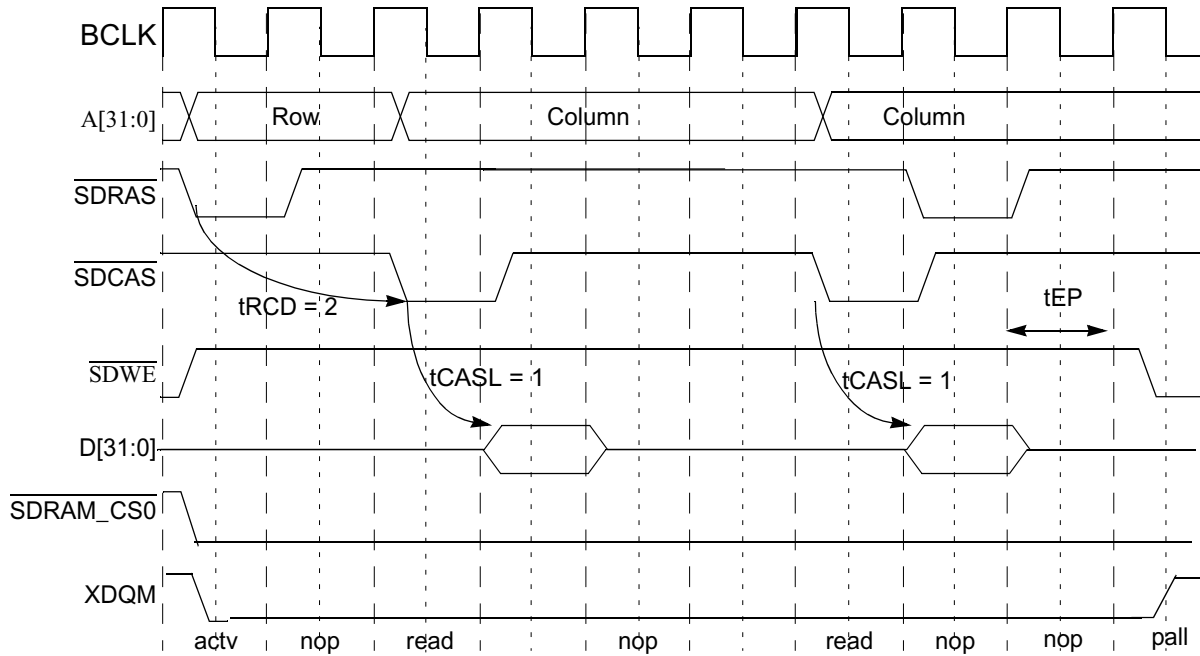 BCLK
A[31:0]
Row
Column
Column
SDRAS
SDCAS
tRCD = 2
tEP
SDWE
tCASL = 1
tCASL = 1
D[31:0]
SDRAM_CS0
XDQM
actv nop read nop read nop nop pall